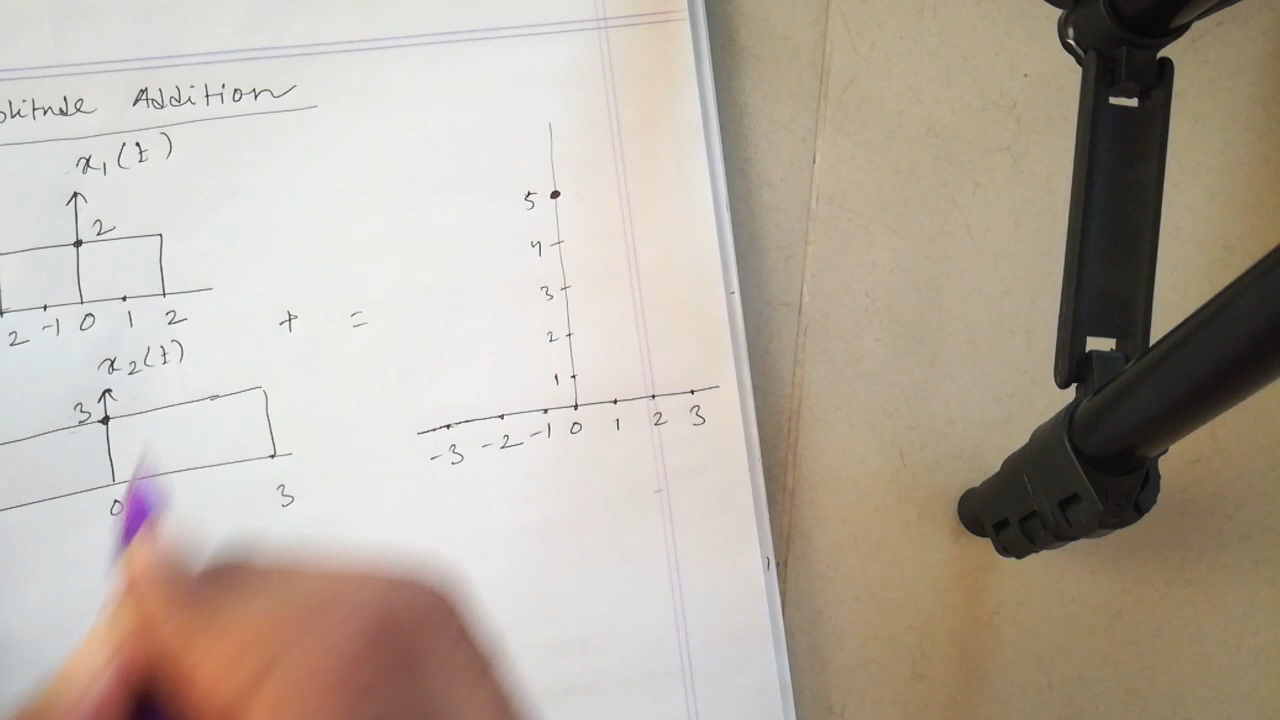 Addition
x₁(t)
2
2 -1 0 1 2
x₂(t)
3
0 3
+ =
5
4
3
2
1
-3 -2 -1 0 1 2 3